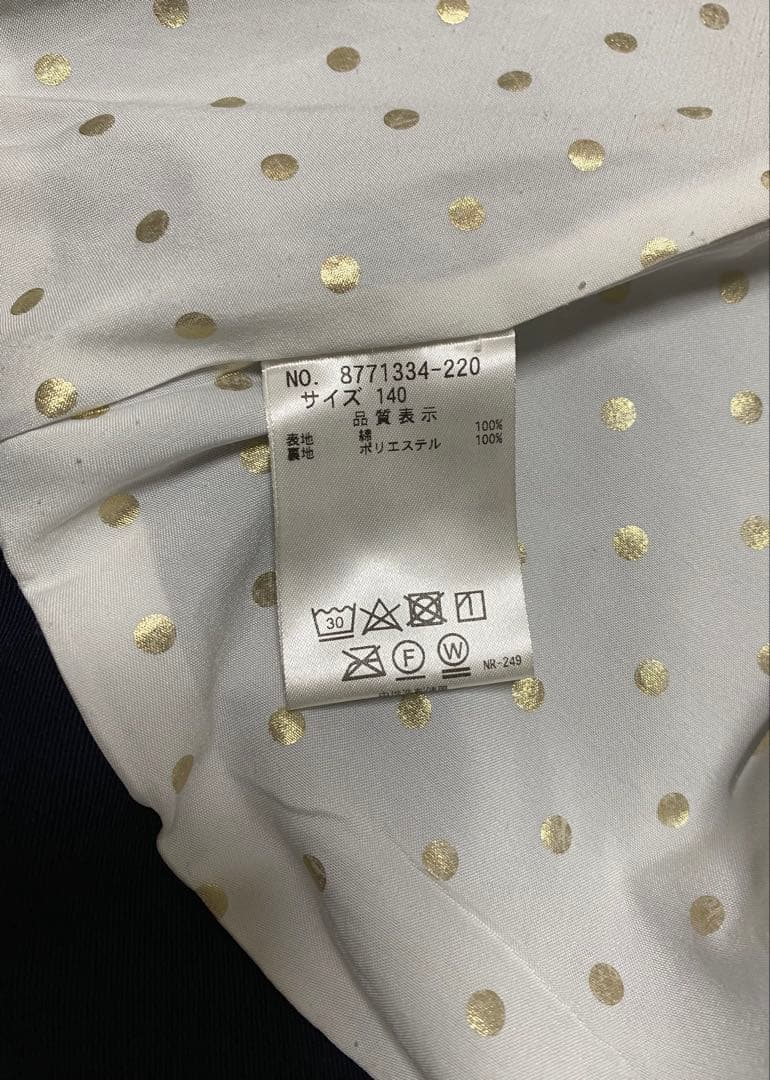 NO. 8771334-220
サイズ 140
品質表示
表地 綿 100%
裏地 ポリエステル 100%
30
F W NR-249